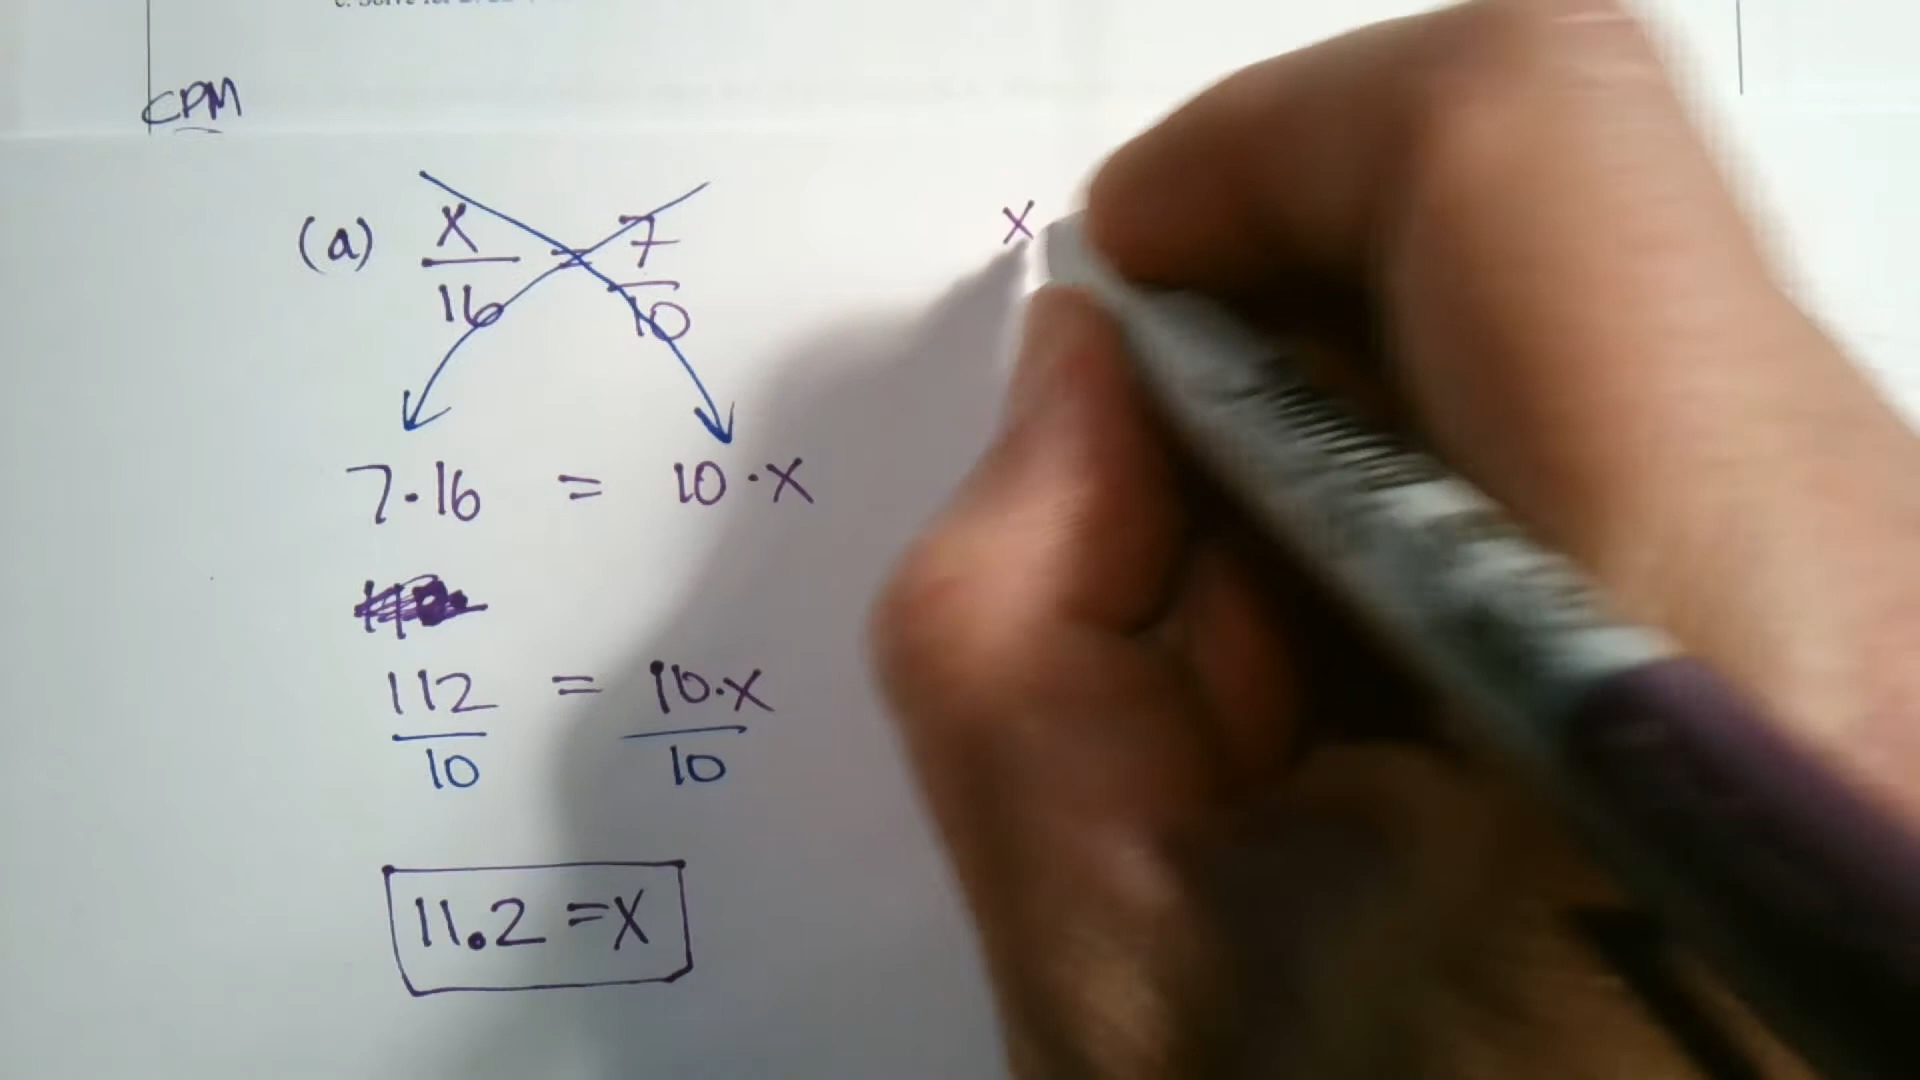 CPM
(a) x/16 = 7/10
x
7·16 = 10·x
112/10 = 10·x/10
11.2 = x